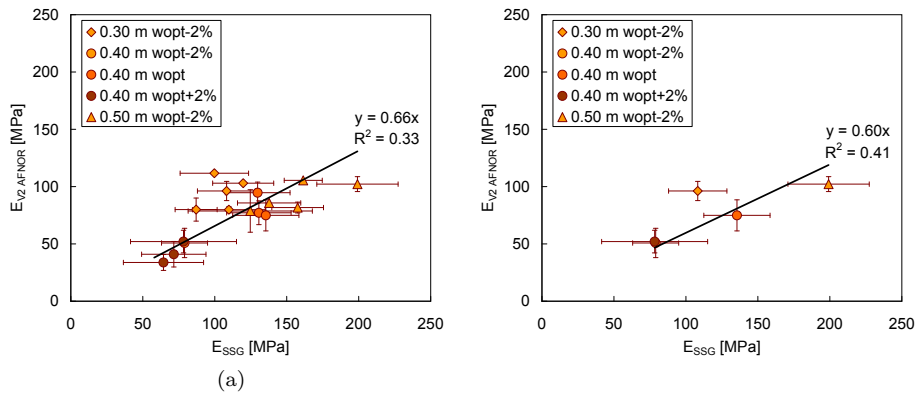 250
200
150
100
50
0
E_V2 AFNOR [MPa]
0.30 m wopt-2%
0.40 m wopt-2%
0.40 m wopt
0.40 m wopt+2%
0.50 m wopt-2%
y = 0.66x
R² = 0.33
0 50 100 150 200 250
E_SSG [MPa]
(a)
250
200
150
100
50
0
E_V2 AFNOR [MPa]
0.30 m wopt-2%
0.40 m wopt-2%
0.40 m wopt
0.40 m wopt+2%
0.50 m wopt-2%
y = 0.60x
R² = 0.41
0 50 100 150 200 250
E_SSG [MPa]